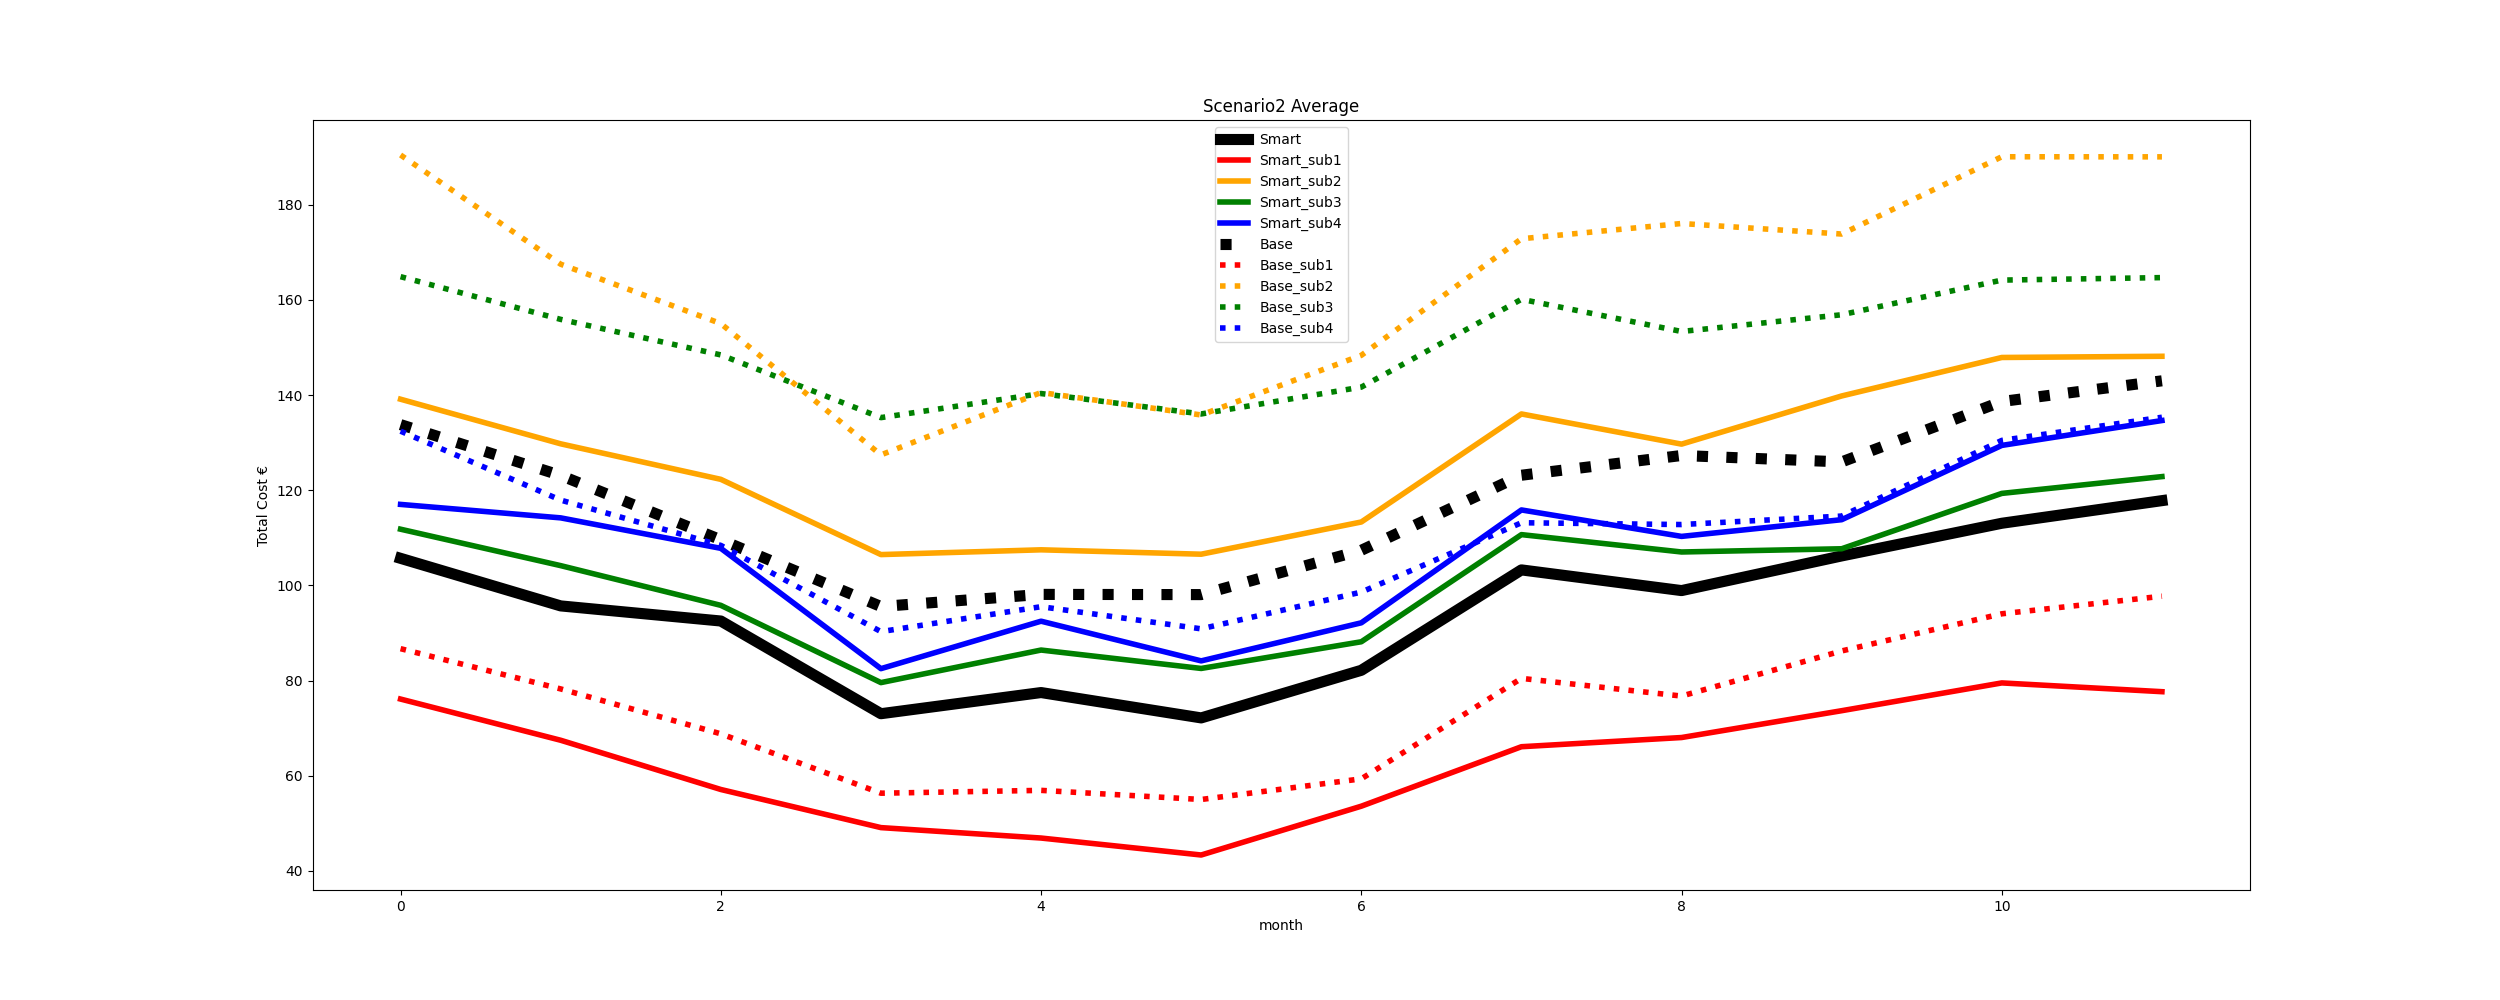 Scenario2 Average
Smart
Smart_sub1
Smart_sub2
Smart_sub3
Smart_sub4
Base
Base_sub1
Base_sub2
Base_sub3
Base_sub4
Total Cost €
180
160
140
120
100
80
60
40
0 2 4 6 8 10
month